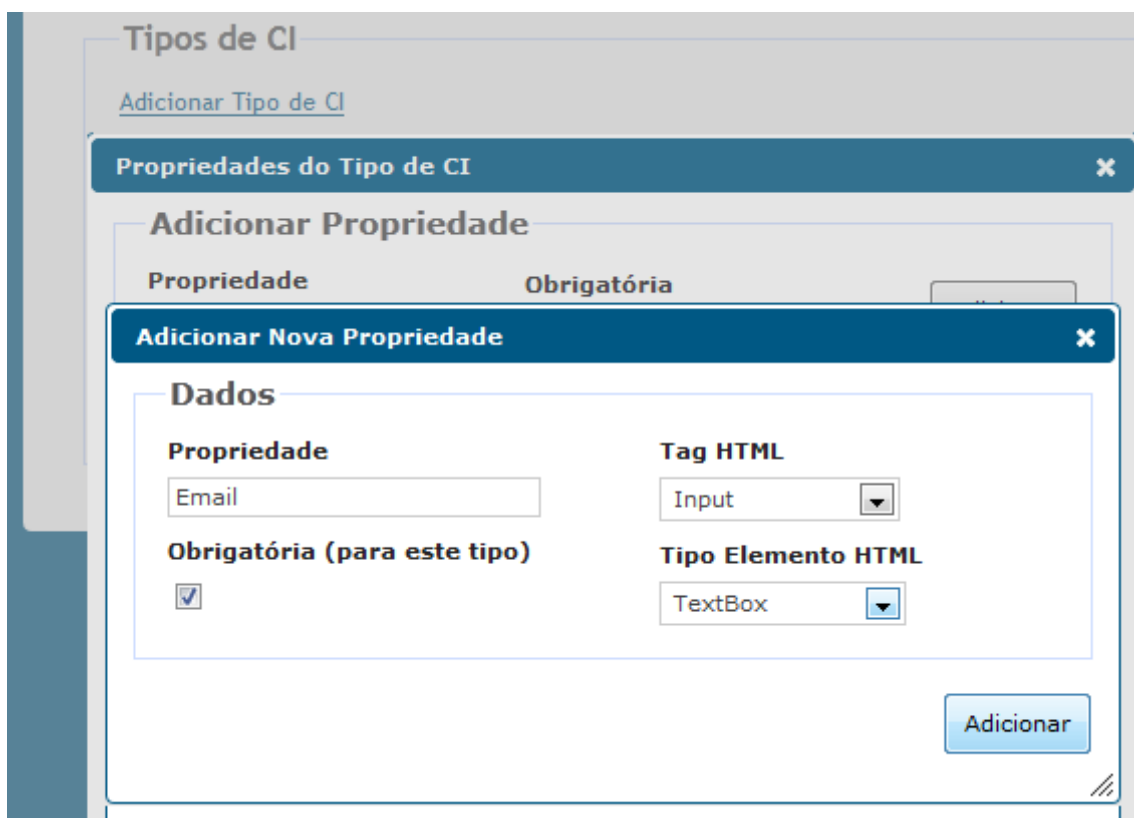 Tipos de CI
Adicionar Tipo de CI
Propriedades do Tipo de CI
Adicionar Propriedade
Propriedade Obrigatória
Adicionar Nova Propriedade
Dados
Propriedade Tag HTML
Email Input
Obrigatória (para este tipo) Tipo Elemento HTML
TextBox
Adicionar